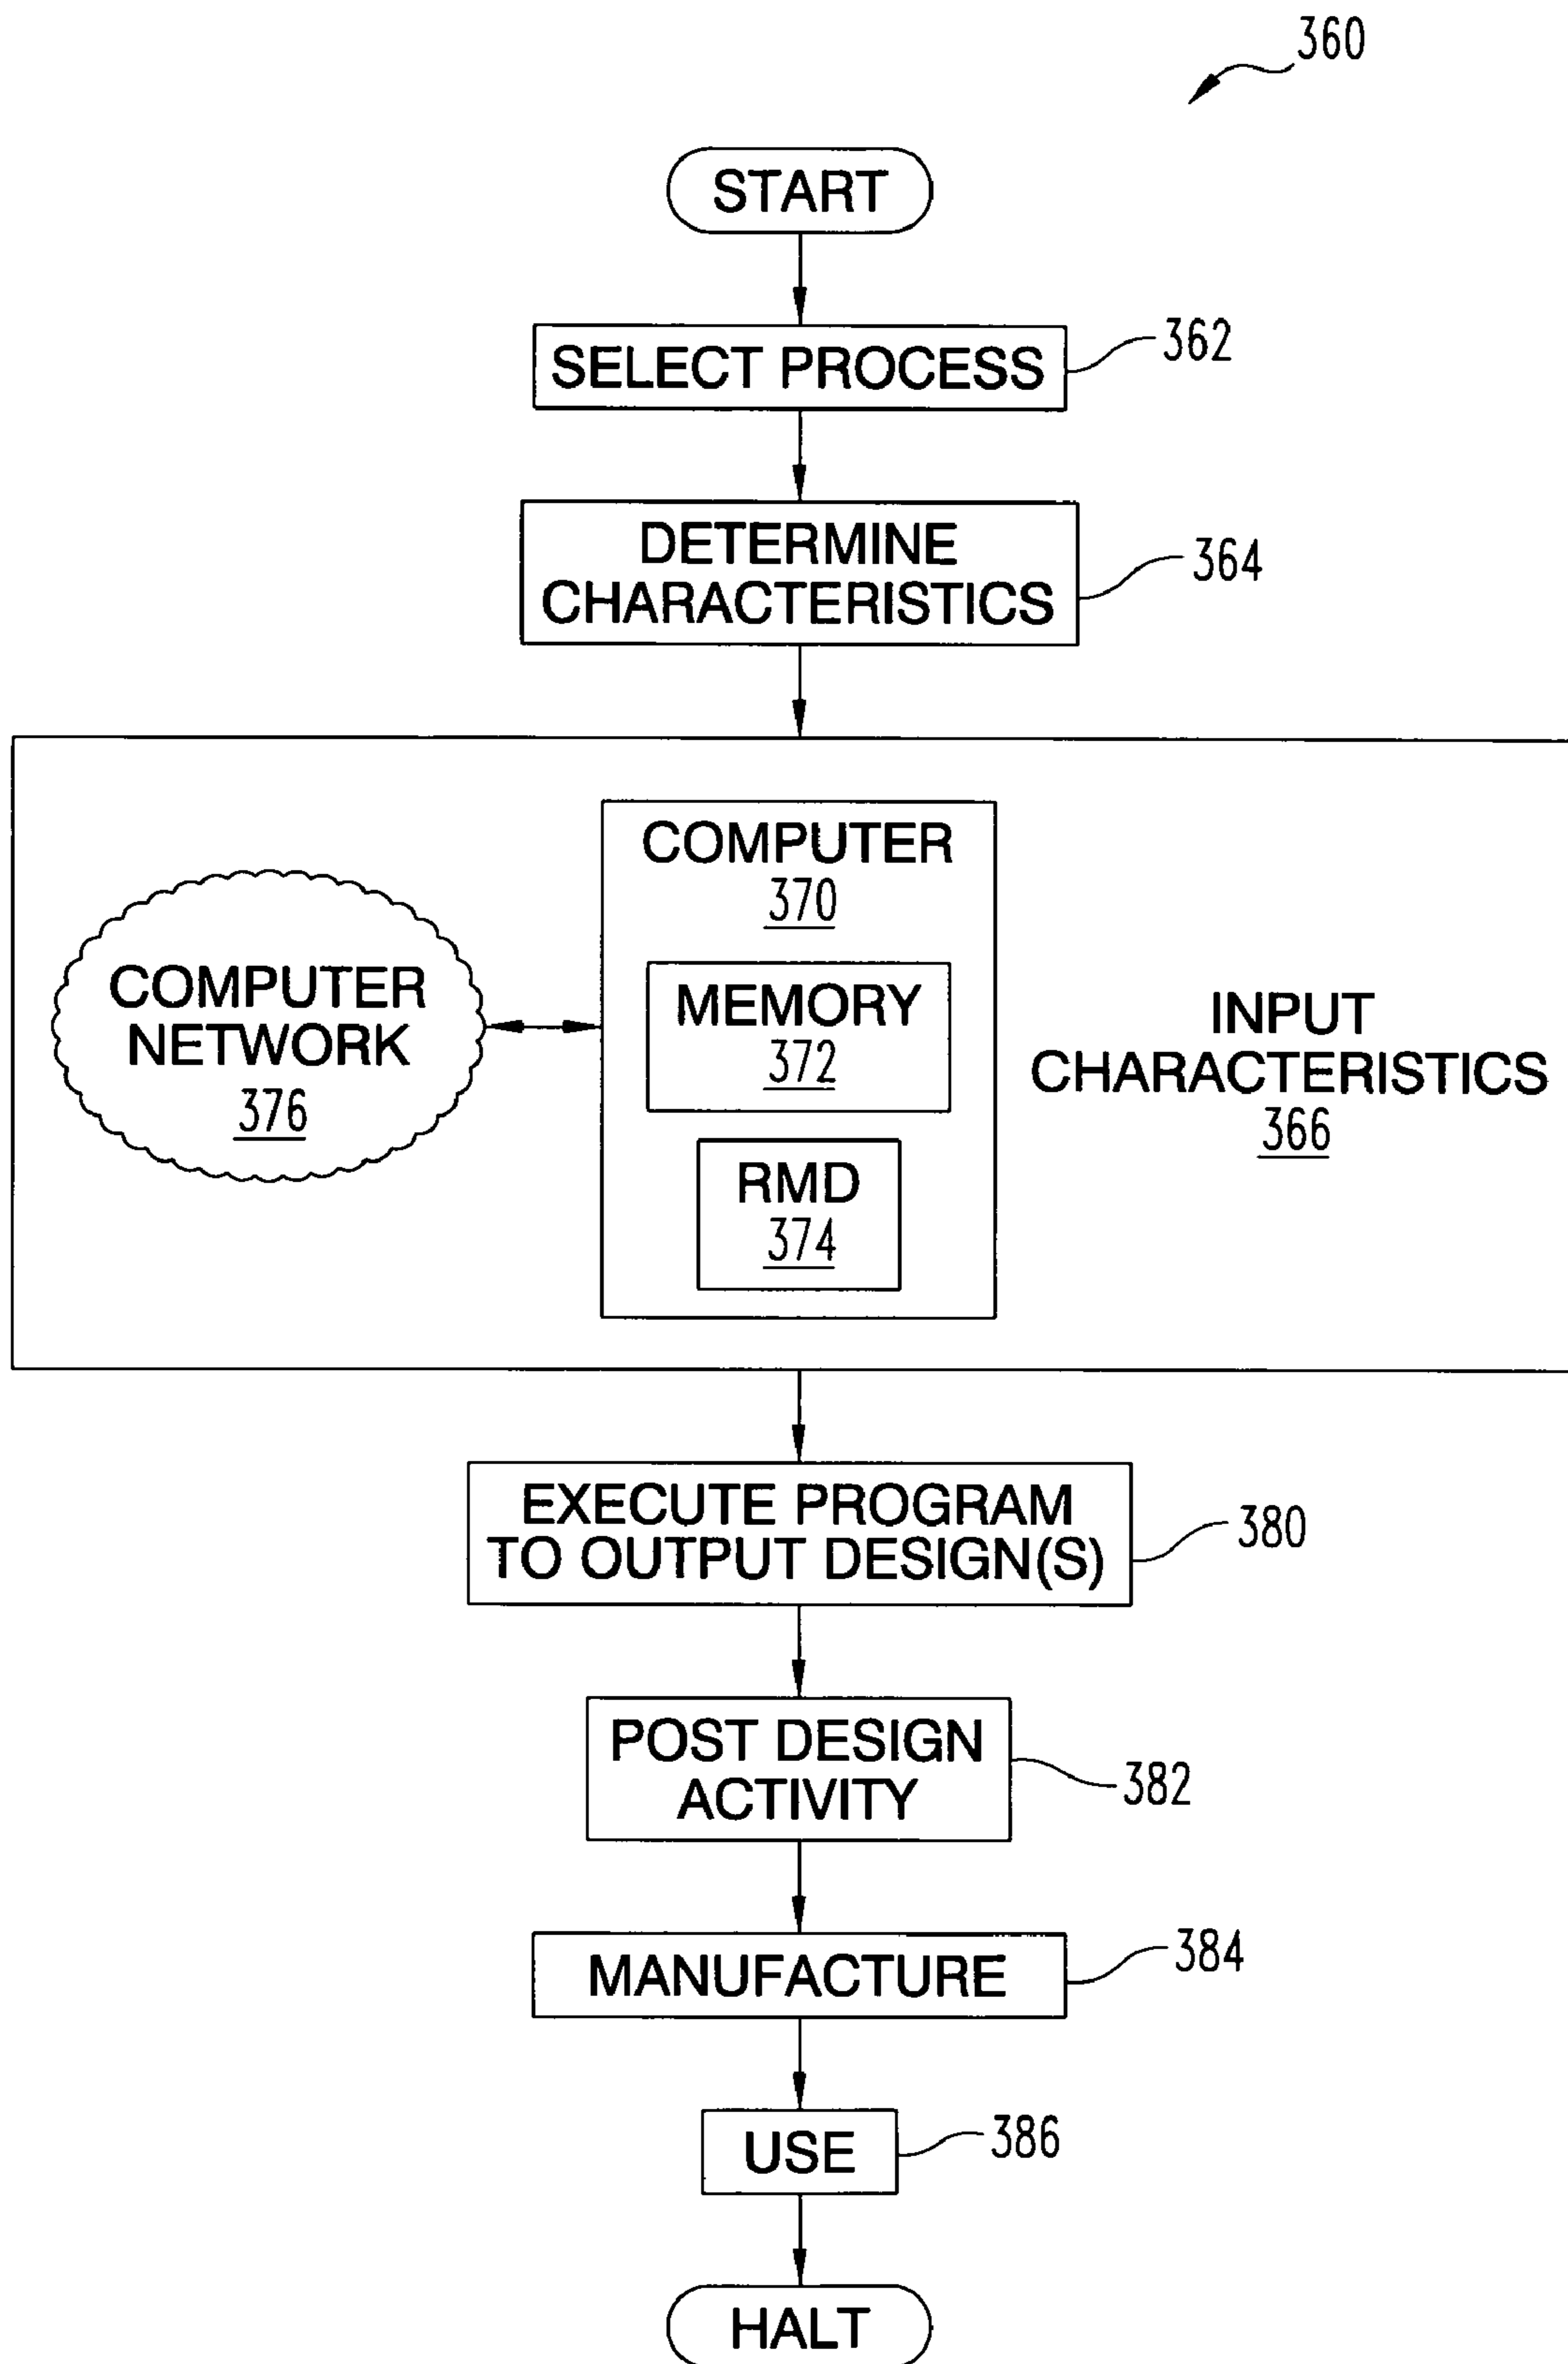 360
START
SELECT PROCESS
362
DETERMINE
CHARACTERISTICS
364
COMPUTER
370
COMPUTER
NETWORK
376
MEMORY
372
RMD
374
INPUT
CHARACTERISTICS
366
EXECUTE PROGRAM
TO OUTPUT DESIGN(S)
380
POST DESIGN
ACTIVITY
382
MANUFACTURE
384
USE
386
HALT